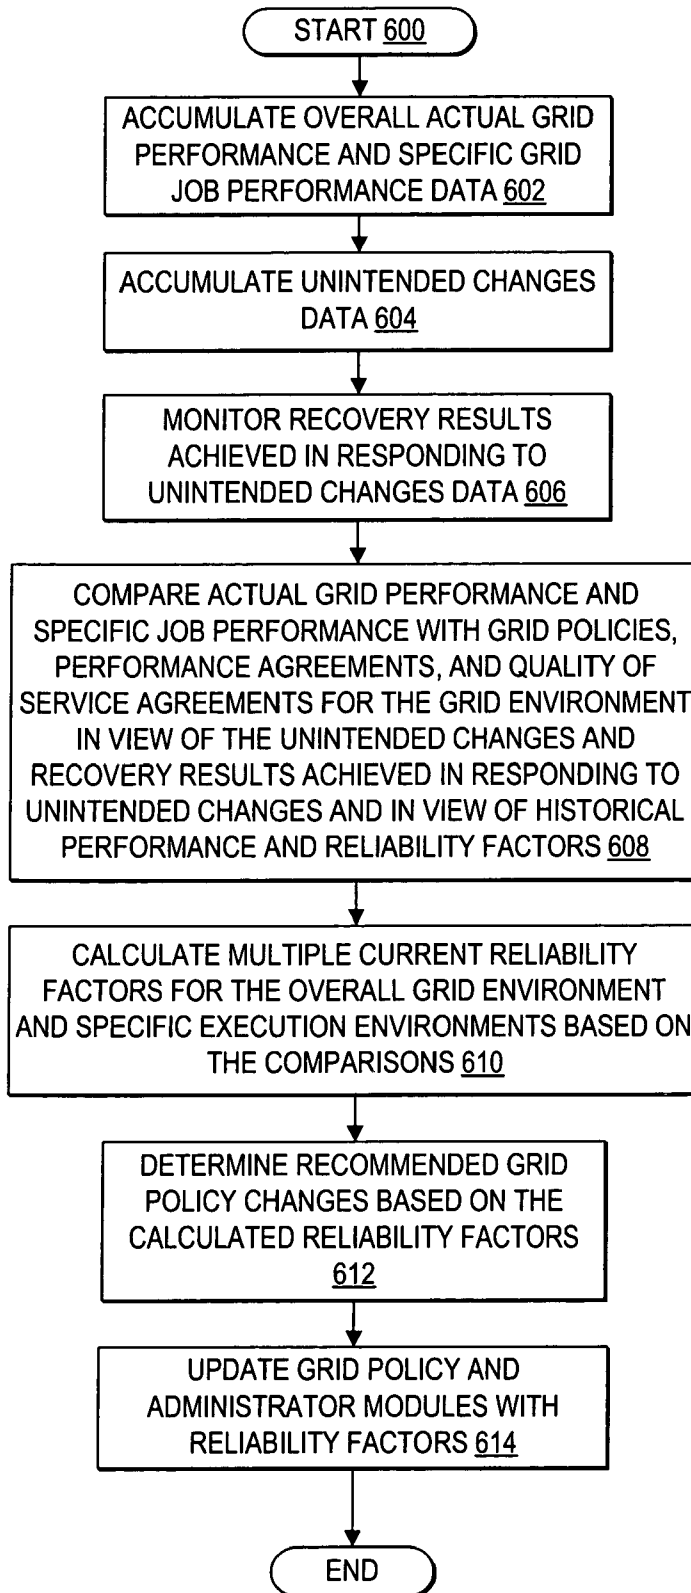 START 600
ACCUMULATE OVERALL ACTUAL GRID
PERFORMANCE AND SPECIFIC GRID
JOB PERFORMANCE DATA 602
ACCUMULATE UNINTENDED CHANGES
DATA 604
MONITOR RECOVERY RESULTS
ACHIEVED IN RESPONDING TO
UNINTENDED CHANGES DATA 606
COMPARE ACTUAL GRID PERFORMANCE AND
SPECIFIC JOB PERFORMANCE WITH GRID POLICIES,
PERFORMANCE AGREEMENTS, AND QUALITY OF
SERVICE AGREEMENTS FOR THE GRID ENVIRONMENT
IN VIEW OF THE UNINTENDED CHANGES AND
RECOVERY RESULTS ACHIEVED IN RESPONDING TO
UNINTENDED CHANGES AND IN VIEW OF HISTORICAL
PERFORMANCE AND RELIABILITY FACTORS 608
CALCULATE MULTIPLE CURRENT RELIABILITY
FACTORS FOR THE OVERALL GRID ENVIRONMENT
AND SPECIFIC EXECUTION ENVIRONMENTS BASED ON
THE COMPARISONS 610
DETERMINE RECOMMENDED GRID
POLICY CHANGES BASED ON THE
CALCULATED RELIABILITY FACTORS
612
UPDATE GRID POLICY AND
ADMINISTRATOR MODULES WITH
RELIABILITY FACTORS 614
END